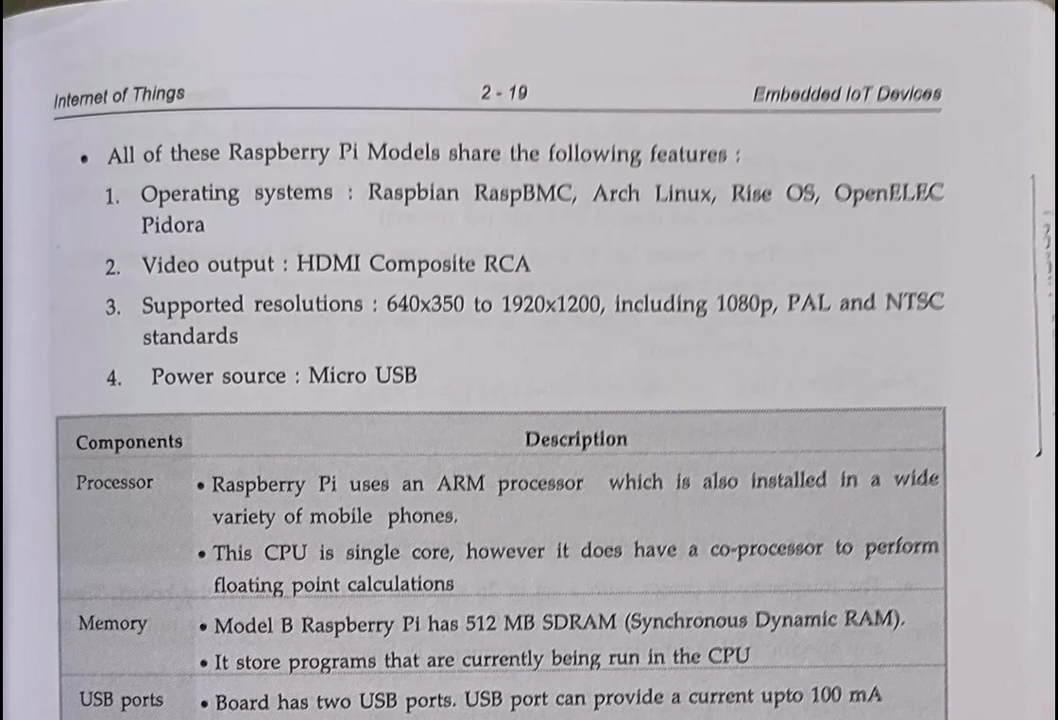 Internet of Things 2 - 19 Embedded IoT Devices
• All of these Raspberry Pi Models share the following features :
1. Operating systems : Raspbian RaspBMC, Arch Linux, Rise OS, OpenELEC
Pidora
2. Video output : HDMI Composite RCA
3. Supported resolutions : 640x350 to 1920x1200, including 1080p, PAL and NTSC
standards
4. Power source : Micro USB
Components Description
Processor • Raspberry Pi uses an ARM processor which is also installed in a wide
variety of mobile phones.
• This CPU is single core, however it does have a co-processor to perform
floating point calculations
Memory • Model B Raspberry Pi has 512 MB SDRAM (Synchronous Dynamic RAM).
• It store programs that are currently being run in the CPU
USB ports • Board has two USB ports. USB port can provide a current upto 100 mA